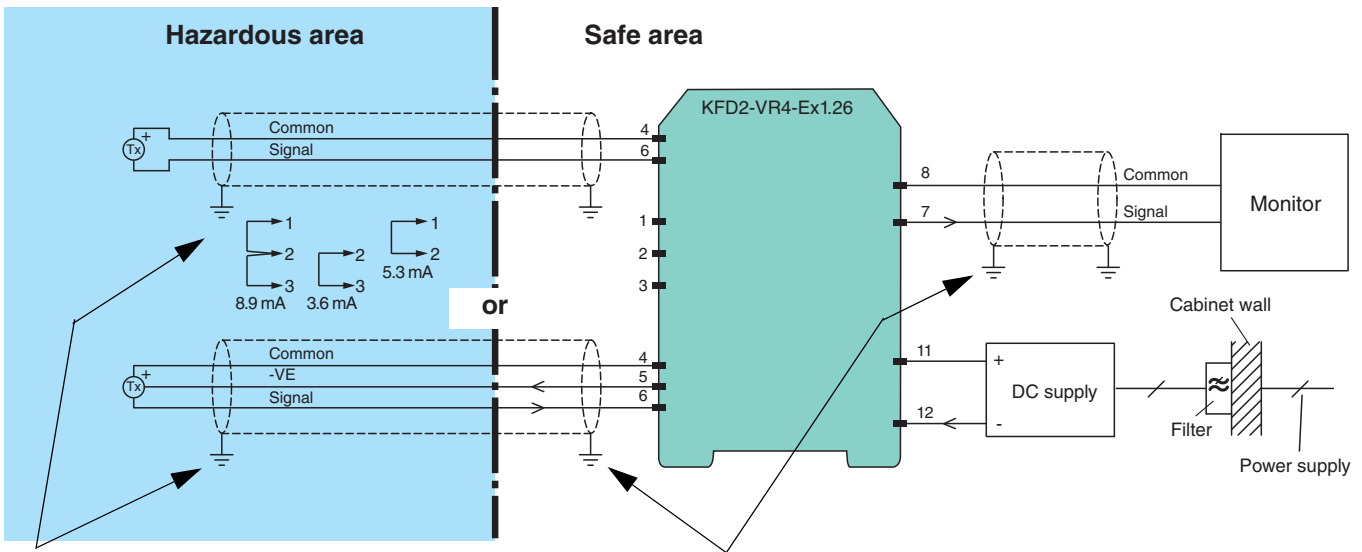 Hazardous area
Safe area
KFD2-VR4-Ex1.26
Common
Signal
+
Tx
4
6
8
Common
7
Signal
Monitor
1
2
3
8.9 mA
2
3
3.6 mA
1
2
5.3 mA
1
2
3
or
Common
-VE
Signal
+
Tx
4
5
6
11
+
12
-
DC supply
Cabinet wall
Filter
Power supply